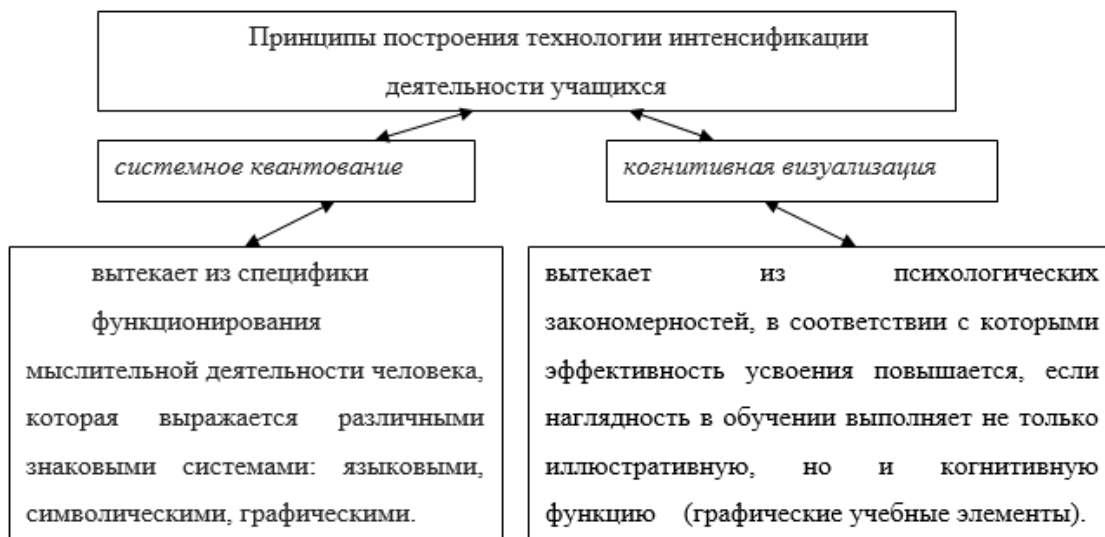 Принципы построения технологии интенсификации
деятельности учащихся
системное квантование
когнитивная визуализация
вытекает из специфики
функционирования
мыслительной деятельности человека,
которая выражается различными
знаковыми системами: языковыми,
символическими, графическими.
вытекает из психологических
закономерностей, в соответствии с которыми
эффективность усвоения повышается, если
наглядность в обучении выполняет не только
иллюстративную, но и когнитивную
функцию (графические учебные элементы).